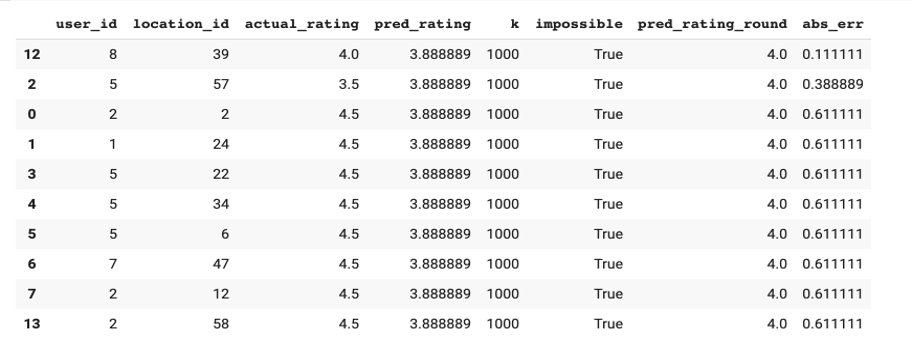 user_id location_id actual_rating pred_rating k impossible pred_rating_round abs_err
12 8 39 4.0 3.888889 1000 True 4.0 0.111111
2 5 57 3.5 3.888889 1000 True 4.0 0.388889
0 2 2 4.5 3.888889 1000 True 4.0 0.611111
1 1 24 4.5 3.888889 1000 True 4.0 0.611111
3 5 22 4.5 3.888889 1000 True 4.0 0.611111
4 5 34 4.5 3.888889 1000 True 4.0 0.611111
5 5 6 4.5 3.888889 1000 True 4.0 0.611111
6 7 47 4.5 3.888889 1000 True 4.0 0.611111
7 2 12 4.5 3.888889 1000 True 4.0 0.611111
13 2 58 4.5 3.888889 1000 True 4.0 0.611111